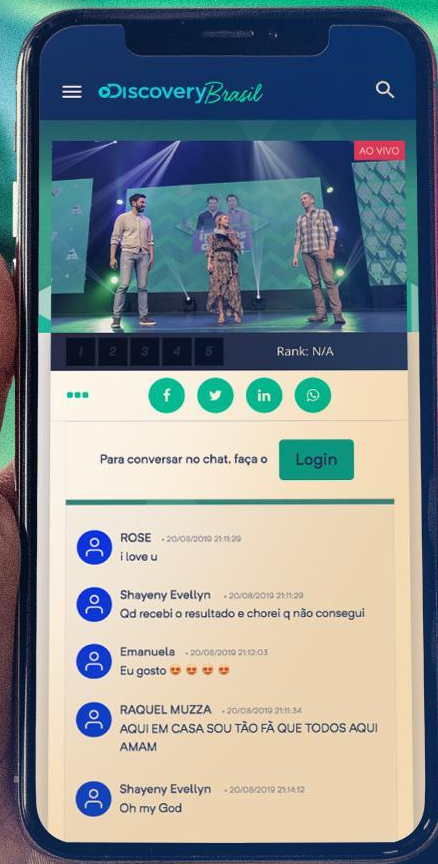 Discovery Brasil
AO VIVO
1 2 3 4 5
Rank: N/A
Para conversar no chat, faça o
Login
ROSE • 20/08/2019 21:11:29
i love u
Shayeny Evellyn • 20/08/2019 21:11:29
Qd recebi o resultado e chorei q não consegui
Emanuela • 20/08/2019 21:12:03
Eu gosto 😍 😍 😍 😍
RAQUEL MUZZA • 20/08/2019 21:11:34
AQUI EM CASA SOU TÃO FÃ QUE TODOS AQUI
AMAM
Shayeny Evellyn • 20/08/2019 21:14:12
Oh my God